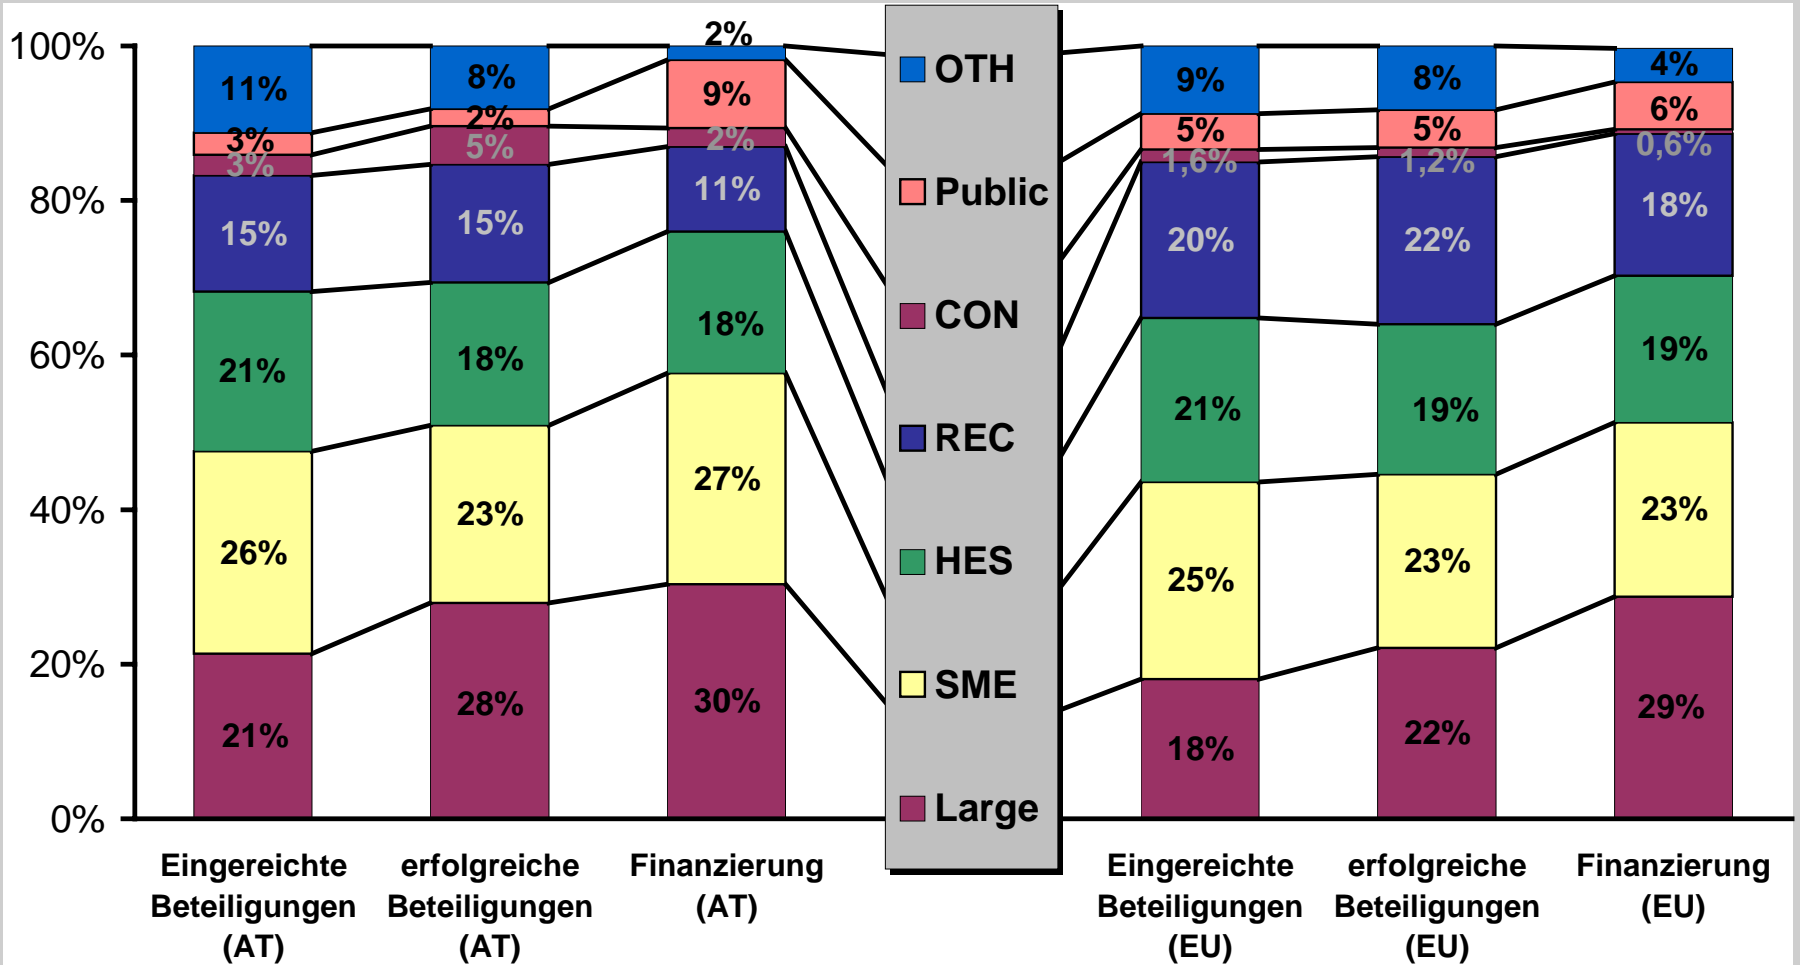 100%
80%
60%
40%
20%
0%
11%
3%
3%
15%
21%
26%
21%
8%
2%
5%
15%
18%
23%
28%
2%
9%
2%
11%
18%
27%
30%
OTH
Public
CON
REC
HES
SME
Large
9%
5%
1,6%
20%
21%
25%
18%
8%
5%
1,2%
22%
19%
23%
22%
4%
6%
0,6%
18%
19%
23%
29%
Eingereichte
Beteiligungen
(AT)
erfolgreiche
Beteiligungen
(AT)
Finanzierung
(AT)
Eingereichte
Beteiligungen
(EU)
erfolgreiche
Beteiligungen
(EU)
Finanzierung
(EU)